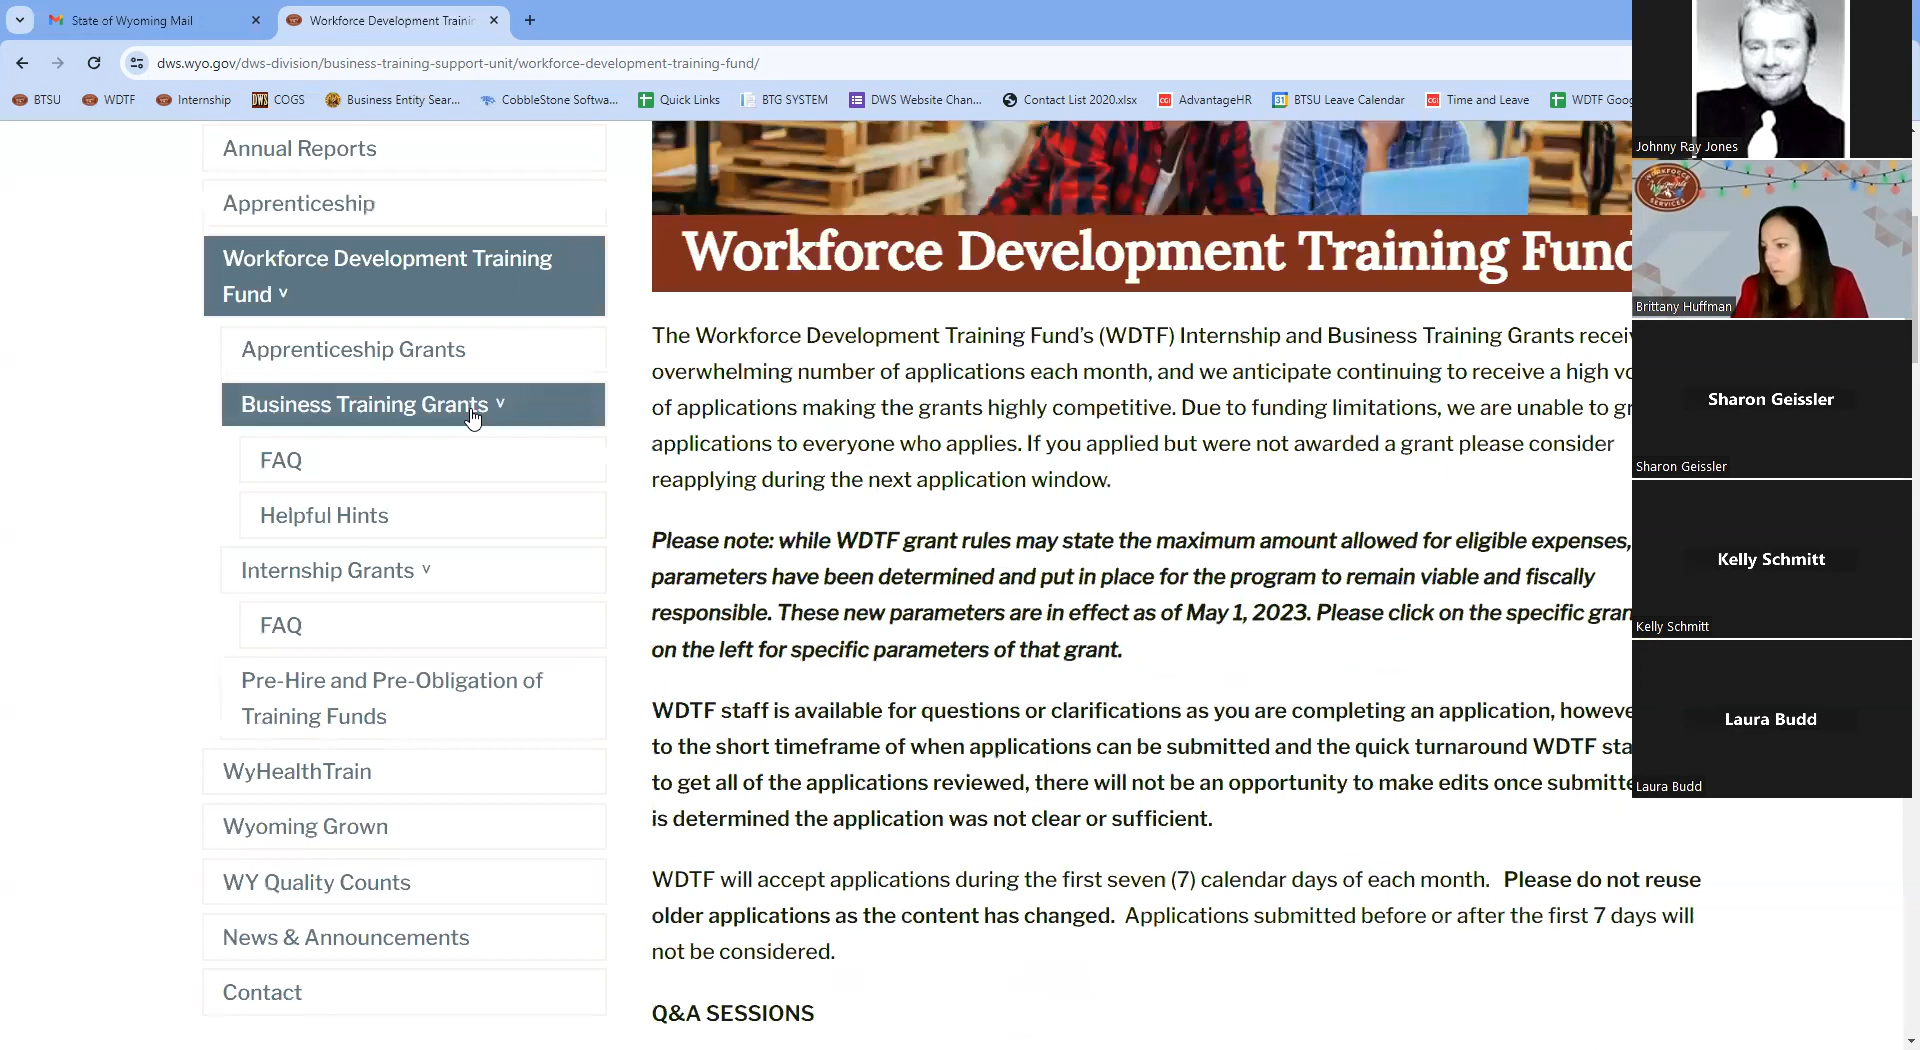 State of Wyoming Mail
Workforce Development Trainin
dws.wyo.gov/dws-division/business-training-support-unit/workforce-development-training-fund/
BTSU
WDTF
Internship
COGS
Business Entity Sear...
CobbleStone Softwa...
Quick Links
BTG SYSTEM
DWS Website Chan...
Contact List 2020.xlsx
AdvantageHR
BTSU Leave Calendar
Time and Leave
WDTF Goog
Annual Reports
Apprenticeship
Workforce Development Training
Fund ˅
Apprenticeship Grants
Business Training Grants ˅
FAQ
Helpful Hints
Internship Grants ˅
FAQ
Pre-Hire and Pre-Obligation of
Training Funds
WyHealthTrain
Wyoming Grown
WY Quality Counts
News & Announcements
Contact
Workforce Development Training Fund
The Workforce Development Training Fund's (WDTF) Internship and Business Training Grants recei
overwhelming number of applications each month, and we anticipate continuing to receive a high vo
of applications making the grants highly competitive. Due to funding limitations, we are unable to gr
applications to everyone who applies. If you applied but were not awarded a grant please consider
reapplying during the next application window.
Please note: while WDTF grant rules may state the maximum amount allowed for eligible expenses,
parameters have been determined and put in place for the program to remain viable and fiscally
responsible. These new parameters are in effect as of May 1, 2023. Please click on the specific gran
on the left for specific parameters of that grant.
WDTF staff is available for questions or clarifications as you are completing an application, howeve
to the short timeframe of when applications can be submitted and the quick turnaround WDTF sta
to get all of the applications reviewed, there will not be an opportunity to make edits once submitte
is determined the application was not clear or sufficient.
WDTF will accept applications during the first seven (7) calendar days of each month. Please do not reuse
older applications as the content has changed. Applications submitted before or after the first 7 days will
not be considered.
Q&A SESSIONS
Johnny Ray Jones
WORKFORCE
Wyoming
SERVICES
Brittany Huffman
Sharon Geissler
Sharon Geissler
Kelly Schmitt
Kelly Schmitt
Laura Budd
Laura Budd